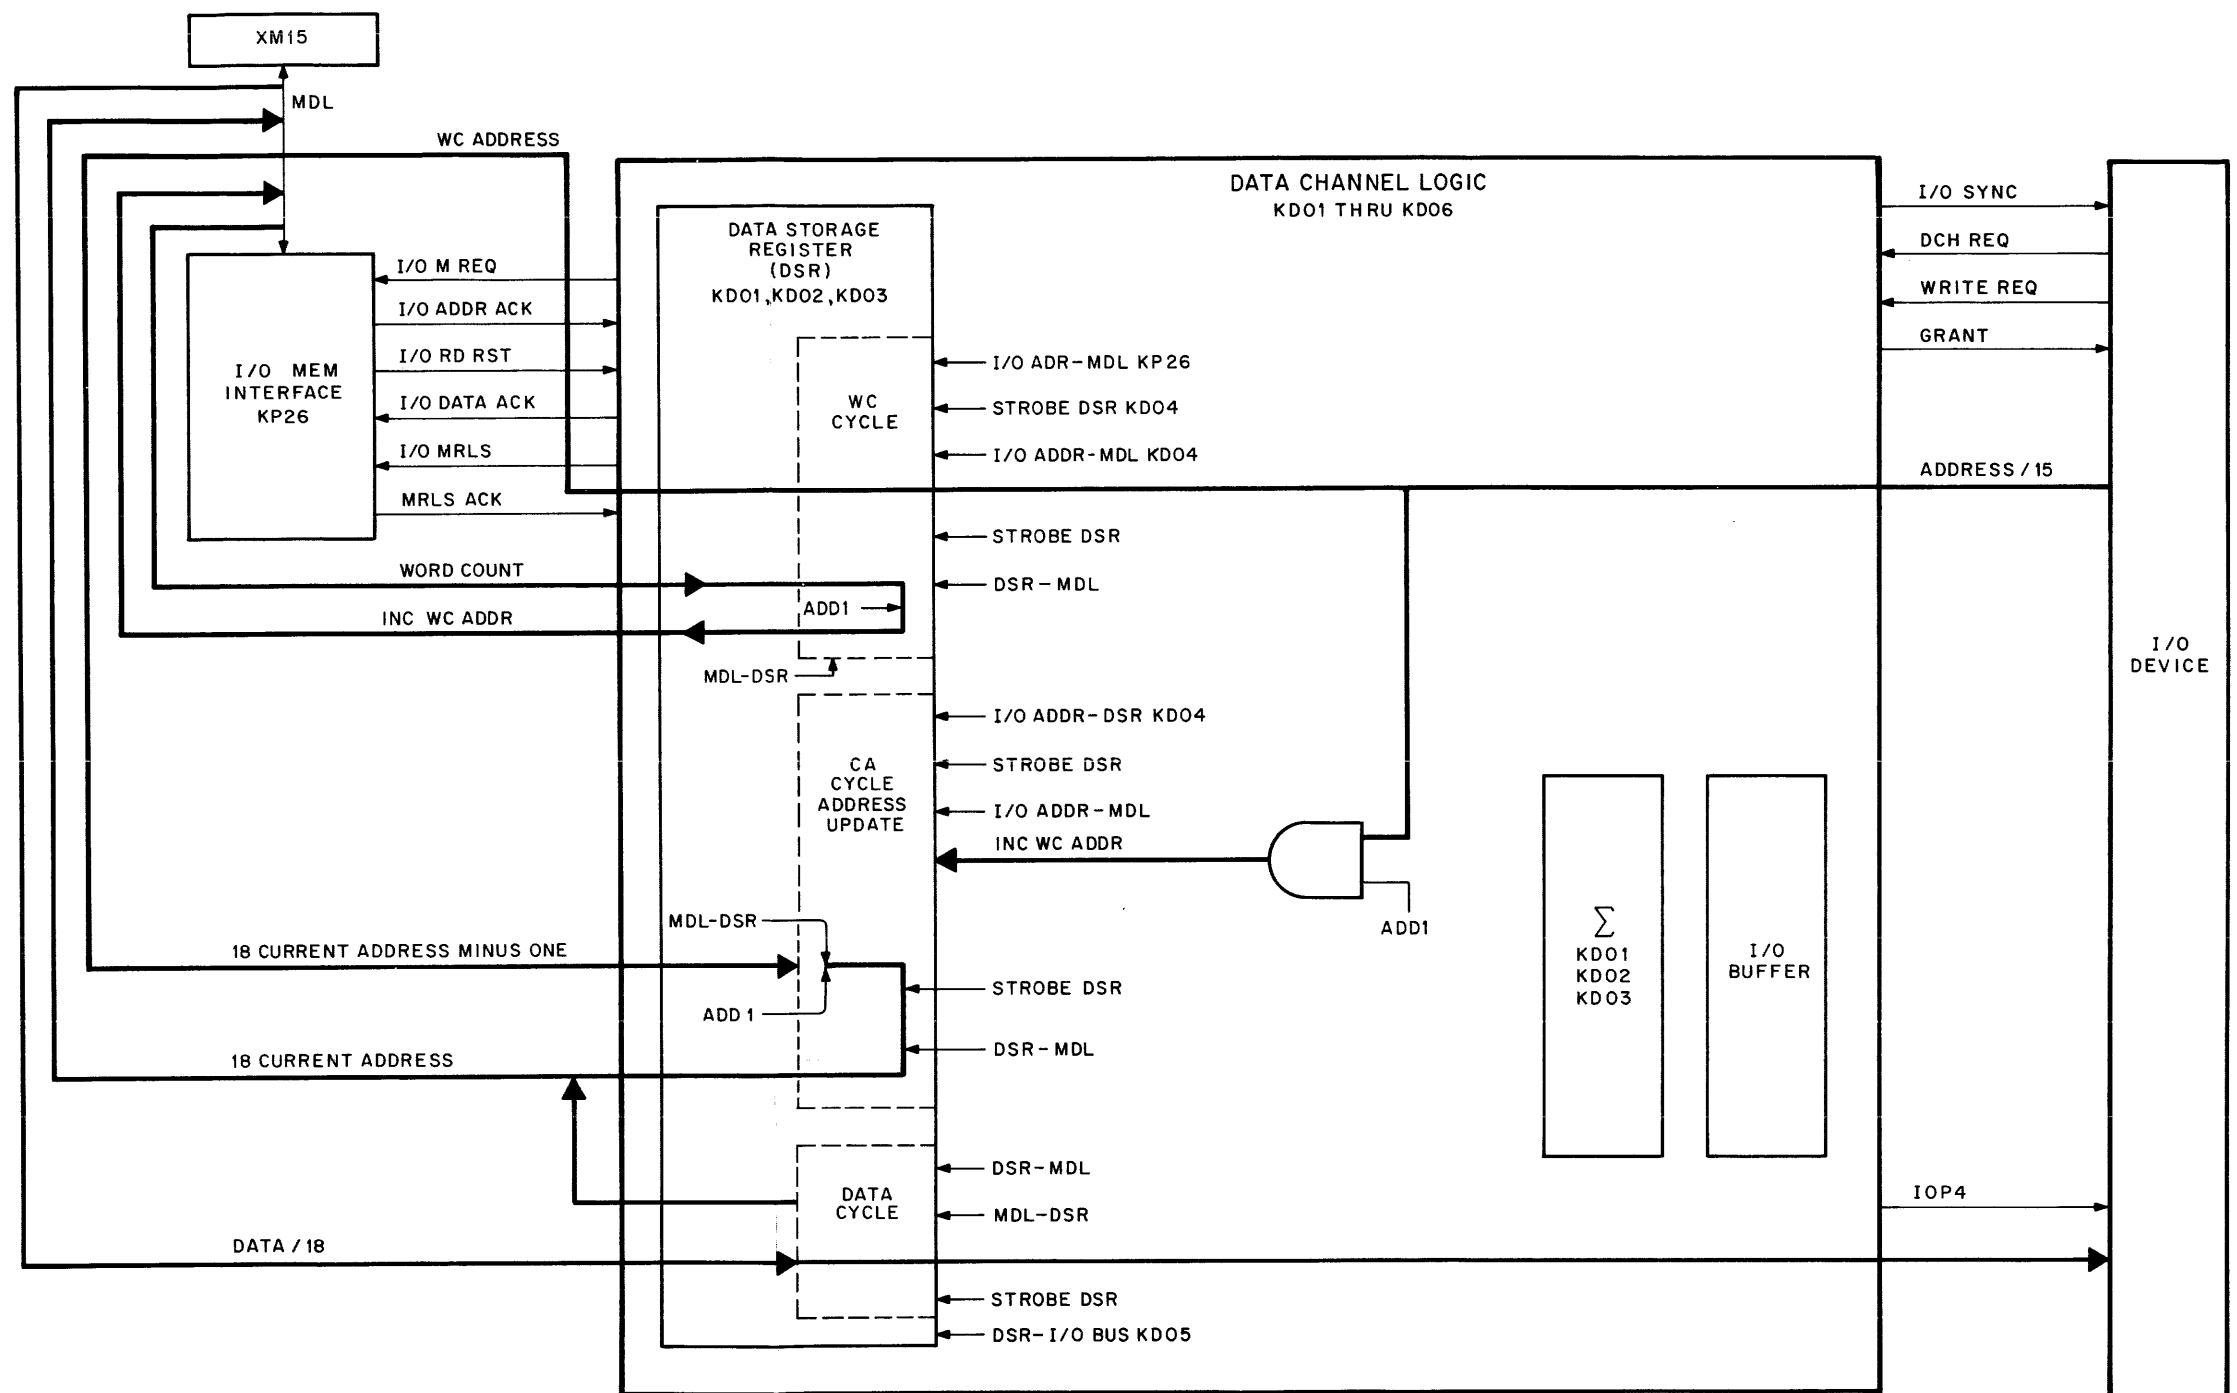 XM15
MDL
WC ADDRESS
DATA CHANNEL LOGIC
KD01 THRU KD06
I/O SYNC
DCH REQ
WRITE REQ
GRANT
DATA STORAGE
REGISTER
(DSR)
KD01,KD02,KD03
I/O M REQ
I/O ADDR ACK
I/O RD RST
I/O DATA ACK
I/O MRLS
MRLS ACK
I/O MEM
INTERFACE
KP26
WC
CYCLE
I/O ADR-MDL KP26
STROBE DSR KD04
I/O ADDR-MDL KD04
ADDRESS / 15
STROBE DSR
DSR-MDL
WORD COUNT
ADD1
INC WC ADDR
MDL-DSR
I/O
DEVICE
I/O ADDR-DSR KD04
STROBE DSR
I/O ADDR-MDL
INC WC ADDR
CA
CYCLE
ADDRESS
UPDATE
ADD1
MDL-DSR
18 CURRENT ADDRESS MINUS ONE
ADD 1
STROBE DSR
DSR-MDL
Σ
KD01
KD02
KD03
I/O
BUFFER
18 CURRENT ADDRESS
DATA
CYCLE
DSR-MDL
MDL-DSR
IOP4
DATA / 18
STROBE DSR
DSR-I/O BUS KD05